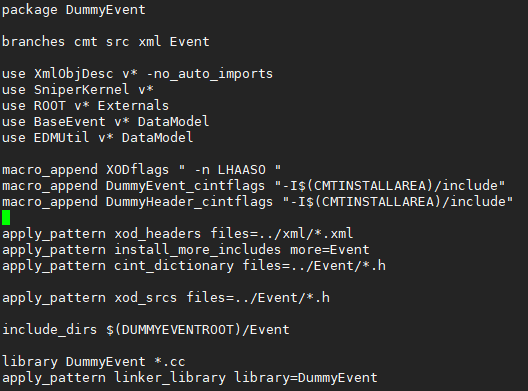 package DummyEvent
branches cmt src xml Event
use XmlObjDesc v* -no_auto_imports
use SniperKernel v*
use ROOT v* Externals
use BaseEvent v* DataModel
use EDMUtil v* DataModel
macro_append XODflags " -n LHAASO "
macro_append DummyEvent_cintflags "-I$(CMTINSTALLAREA)/include"
macro_append DummyHeader_cintflags "-I$(CMTINSTALLAREA)/include"
apply_pattern xod_headers files=../xml/*.xml
apply_pattern install_more_includes more=Event
apply_pattern cint_dictionary files=../Event/*.h
apply_pattern xod_srcs files=../Event/*.h
include_dirs $(DUMMYEVENTROOT)/Event
library DummyEvent *.cc
apply_pattern linker_library library=DummyEvent